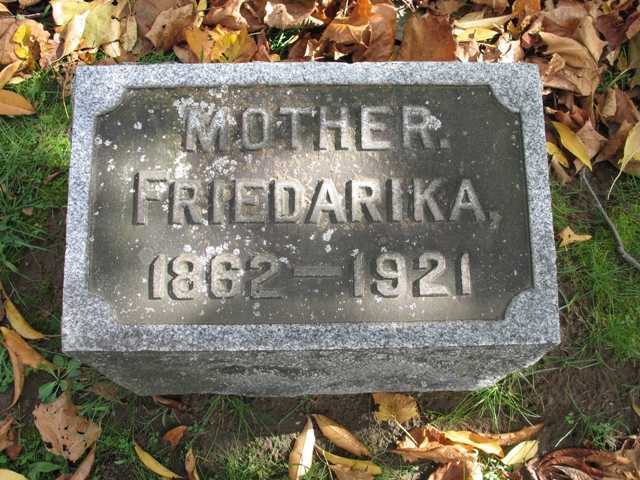 MOTHER.
FRIEDARIKA,
1862—1921